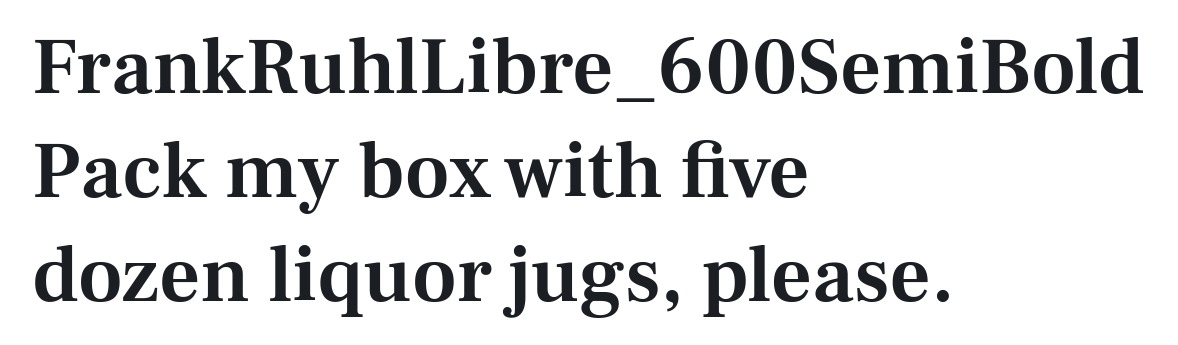 FrankRuhlLibre_600SemiBold
Pack my box with five
dozen liquor jugs, please.